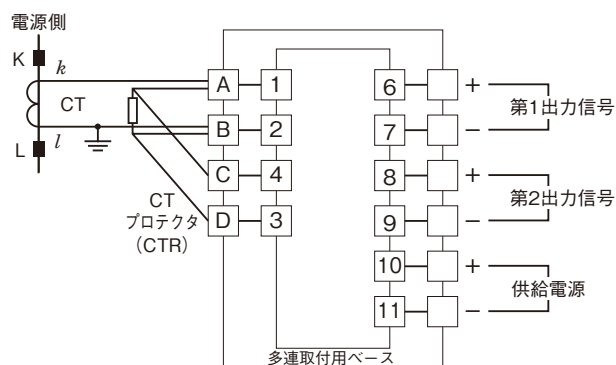 電源側
K
k
CT
L
l
CT
プロテクタ
(CTR)
A 1
B 2
C 4
D 3
6 +
7 −
第1出力信号
8 +
9 −
第2出力信号
10 +
11 −
供給電源
多連取付用ベース